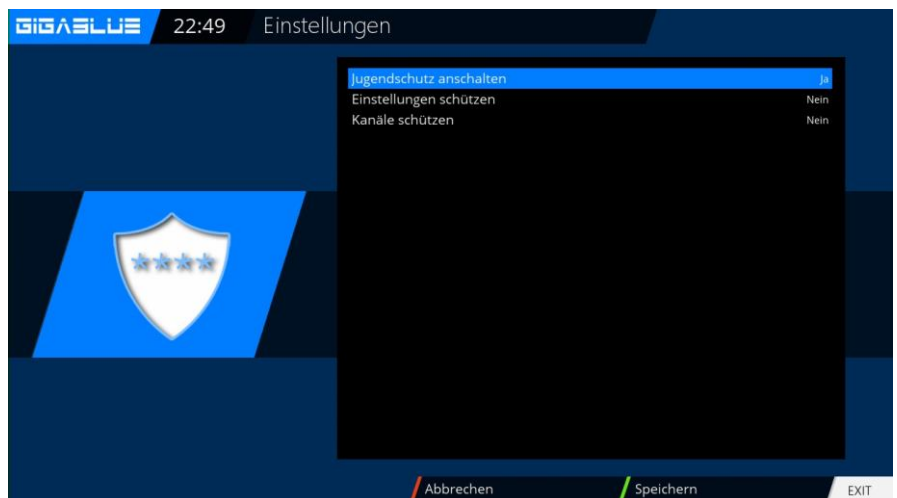 GIGABLUE 22:49 Einstellungen
Jugendschutz anschalten Ja
Einstellungen schützen Nein
Kanäle schützen Nein
Abbrechen Speichern EXIT